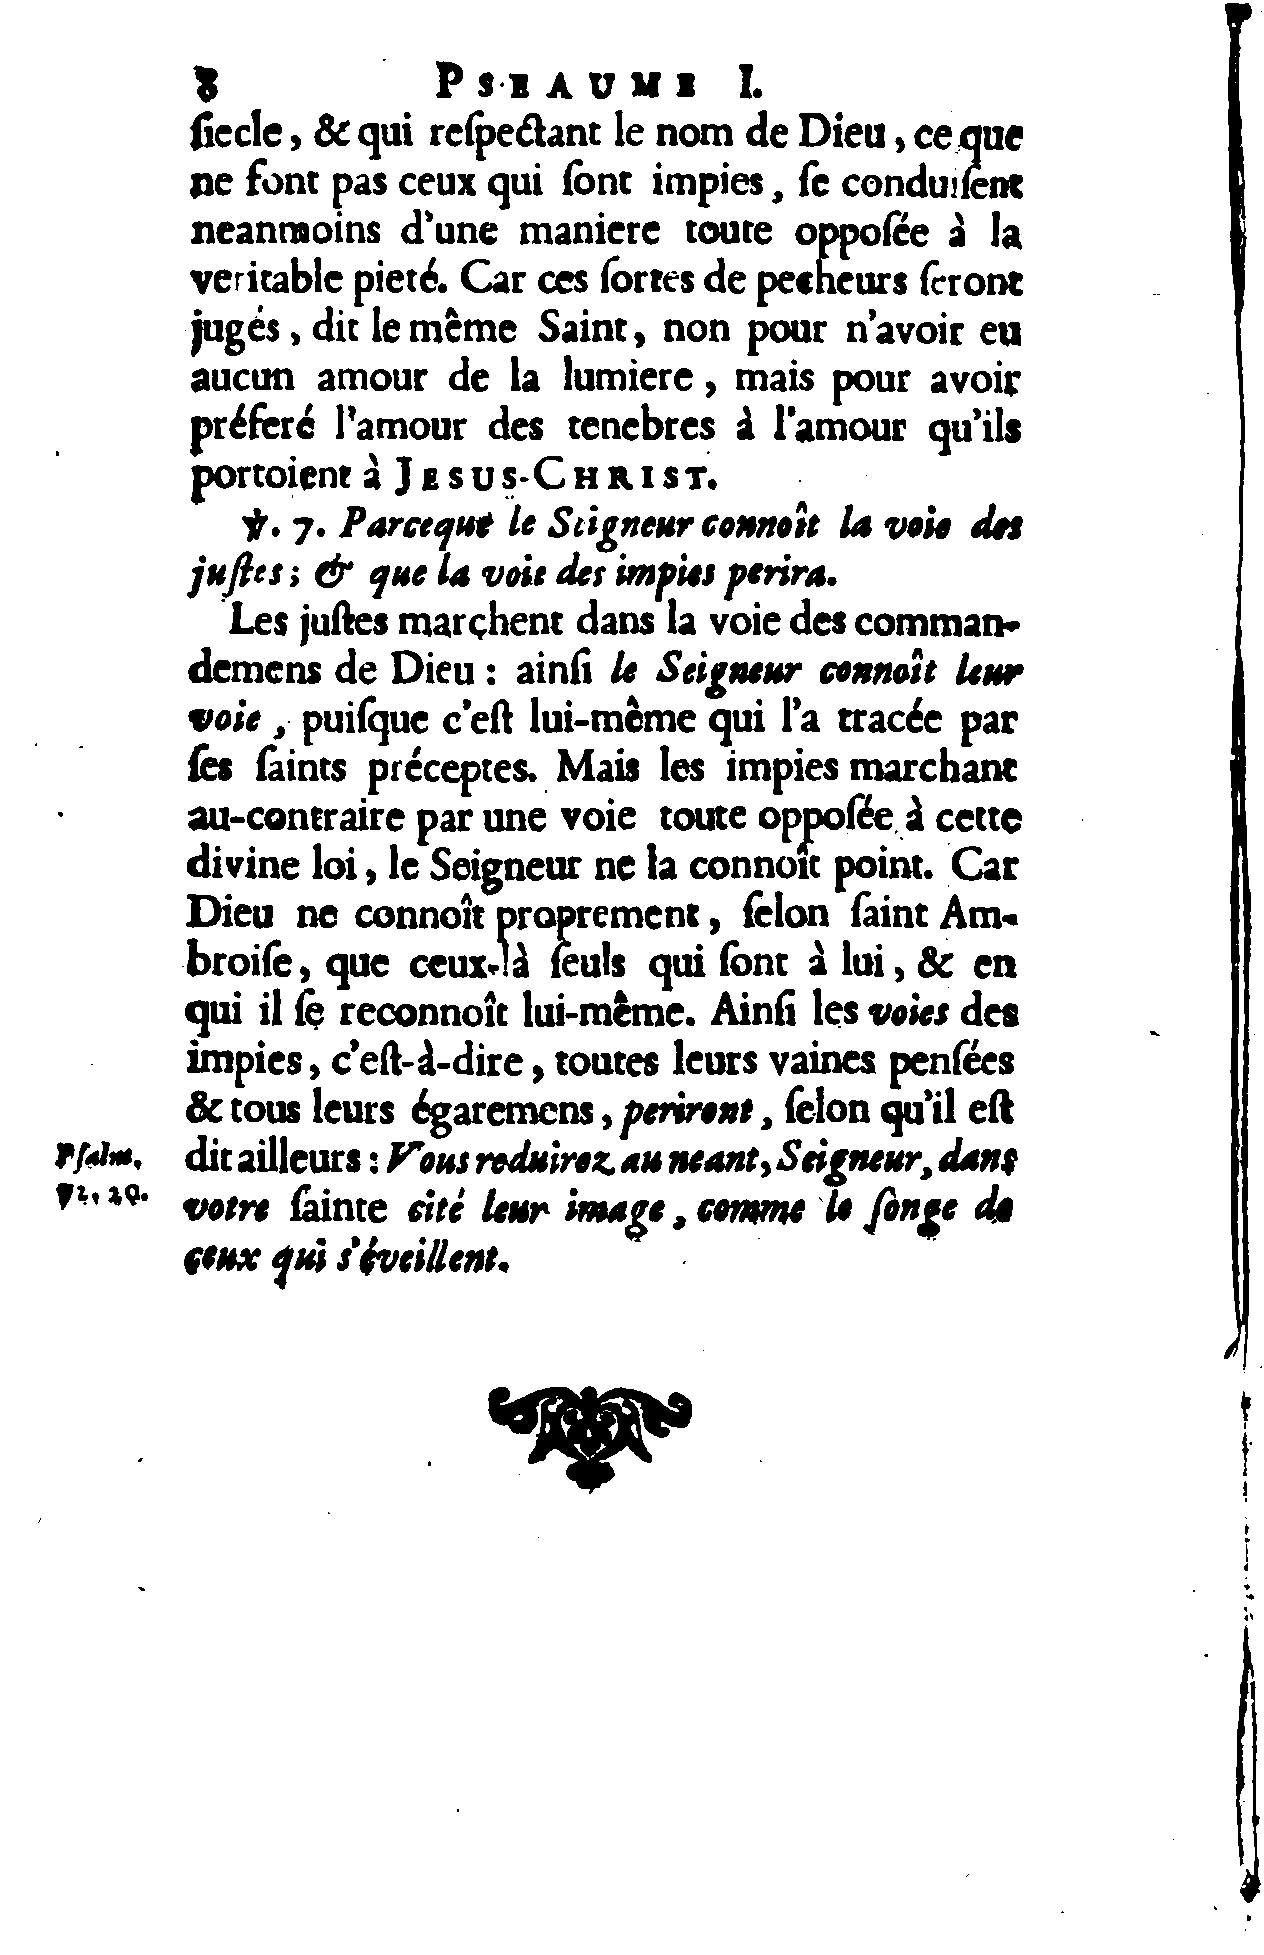 8 PSEAUME I.
ſiecle, & qui reſpectant le nom de Dieu, ce que
ne font pas ceux qui ſont impies, ſe conduiſent
neanmoins d'une maniere toute oppoſée à la
veritable pieté. Car ces ſortes de pecheurs ſeront
jugés, dit le même Saint, non pour n'avoir eu
aucun amour de la lumiere, mais pour avoir
préferé l'amour des tenebres à l'amour qu'ils
portoient à JESUS-CHRIST.
℣. 7. Parceque le Seigneur connoît la voie des
juſtes; & que la voie des impies perira.
Les juſtes marchent dans la voie des comman-
demens de Dieu : ainſi le Seigneur connoît leur
voie, puiſque c'eſt lui-même qui l'a tracée par
ſes ſaints préceptes. Mais les impies marchant
au-contraire par une voie toute oppoſée à cette
divine loi, le Seigneur ne la connoît point. Car
Dieu ne connoît proprement, ſelon ſaint Am-
broiſe, que ceux-là ſeuls qui ſont à lui, & en
qui il ſe reconnoît lui-même. Ainſi les voies des
impies, c'eſt-à-dire, toutes leurs vaines penſées
& tous leurs égaremens, periront, ſelon qu'il eſt
dit ailleurs : Vous reduirez au neant, Seigneur, dans
votre ſainte cité leur image, comme le ſonge de
ceux qui s'éveillent.
Pſalm.
72. 20.